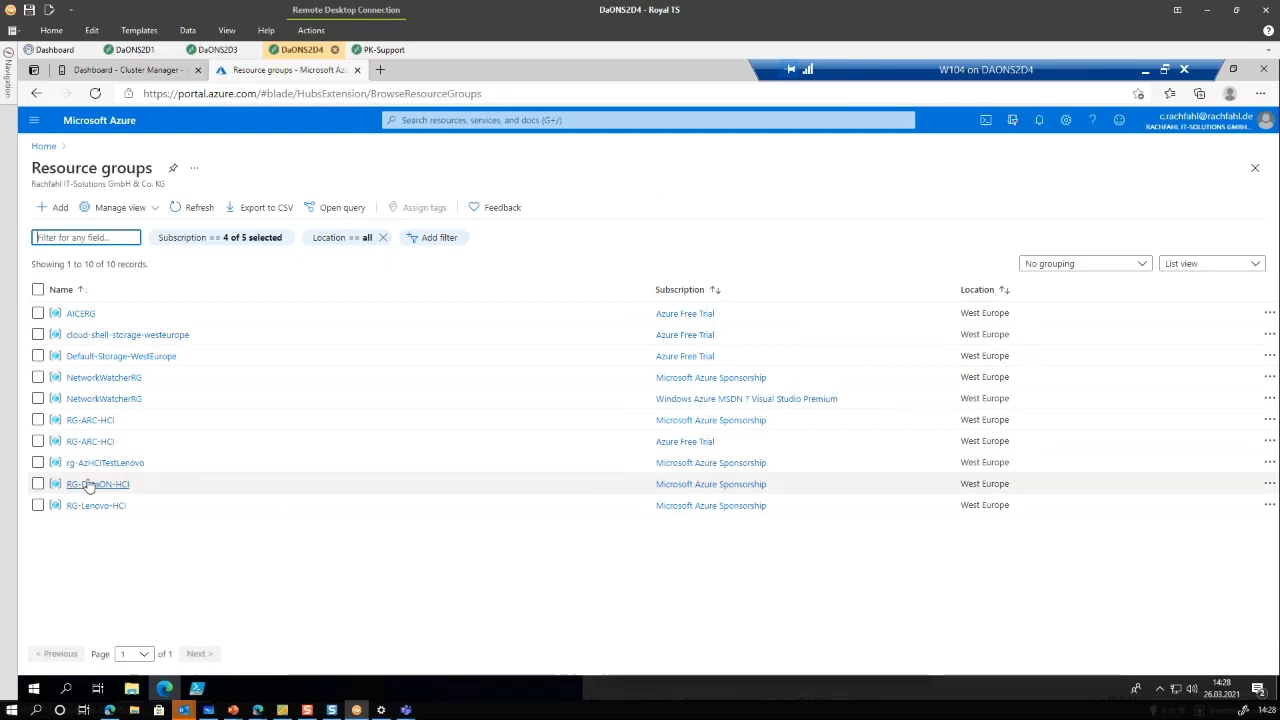 Remote Desktop Connection
DaONS2D4 - Royal TS
Home Edit Templates Data View Help Actions
Dashboard DaONS2D1 DaONS2D3 DaONS2D4 PK-Support
Navigation
Dashboard - Cluster Manager - Resource groups - Microsoft Az
W104 on DAONS2D4
https://portal.azure.com/#blade/HubsExtension/BrowseResourceGroups
Microsoft Azure
Search resources, services, and docs (G+/)
c.rachfahl@rachfahl.de
RACHFAHL IT-SOLUTIONS GMBH...
Home >
Resource groups
Rachfahl IT-Solutions GmbH & Co. KG
Add Manage view Refresh Export to CSV Open query Assign tags Feedback
Filter for any field...
Subscription == 4 of 5 selected
Location == all
Add filter
Showing 1 to 10 of 10 records.
No grouping
List view
Name Subscription Location
AICERG Azure Free Trial West Europe
cloud-shell-storage-westeurope Azure Free Trial West Europe
Default-Storage-WestEurope Azure Free Trial West Europe
NetworkWatcherRG Microsoft Azure Sponsorship West Europe
NetworkWatcherRG Windows Azure MSDN ? Visual Studio Premium West Europe
RG-ARC-HCI Microsoft Azure Sponsorship West Europe
RG-ARC-HCI Azure Free Trial West Europe
rg-AzHCITestLenovo Microsoft Azure Sponsorship West Europe
RG-DataON-HCI Microsoft Azure Sponsorship West Europe
RG-Lenovo-HCI Microsoft Azure Sponsorship West Europe
< Previous Page 1 of 1 Next >
14:28
26.03.2021
14:28